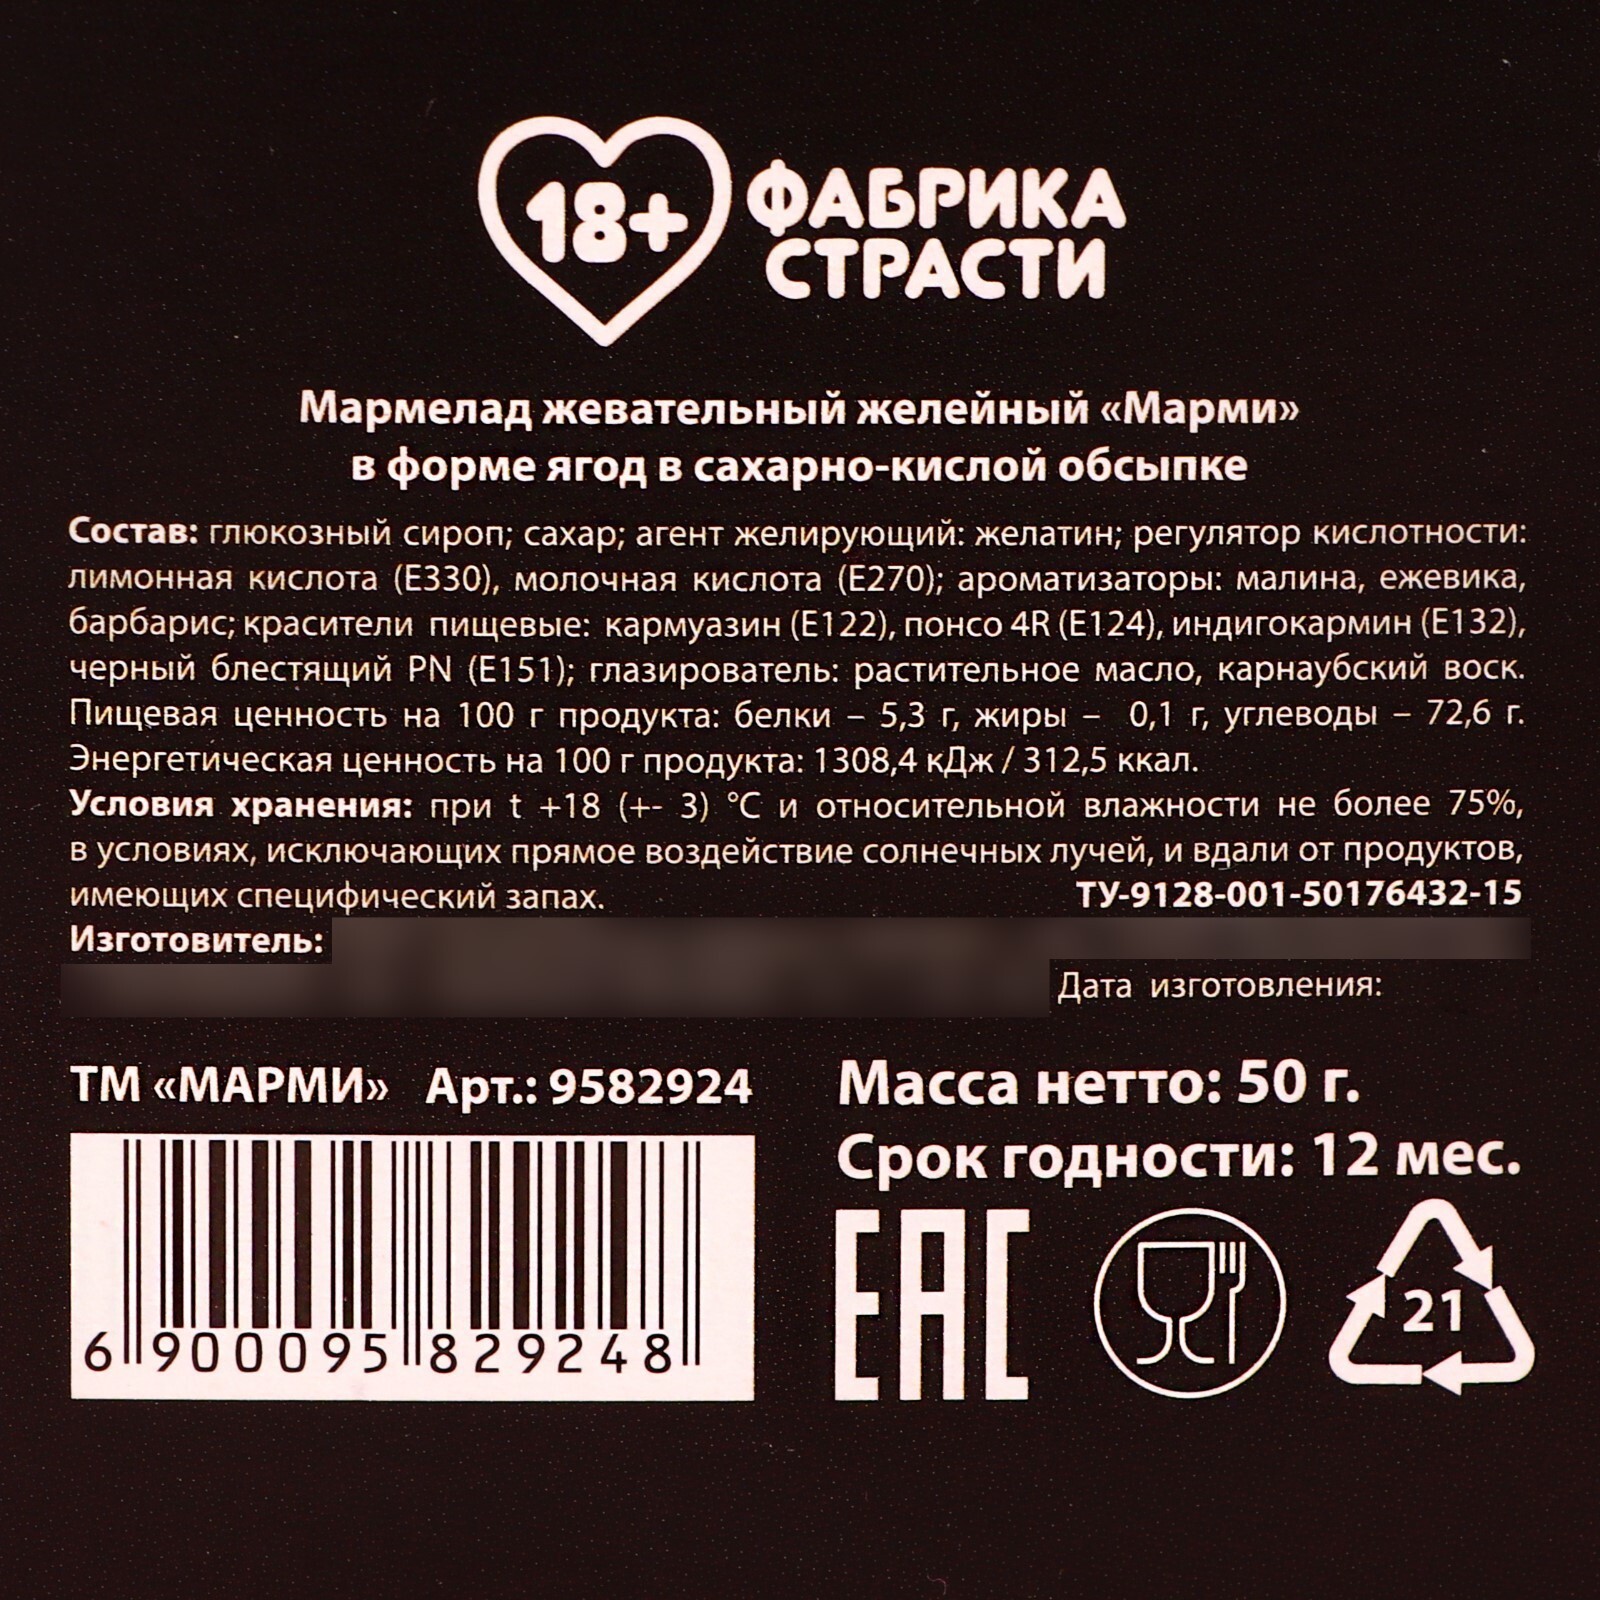 18+
ФАБРИКА
СТРАСТИ
Мармелад жевательный желейный «Марми»
в форме ягод в сахарно-кислой обсыпке
Состав: глюкозный сироп; сахар; агент желирующий: желатин; регулятор кислотности:
лимонная кислота (Е330), молочная кислота (Е270); ароматизаторы: малина, ежевика,
барбарис; красители пищевые: кармуазин (Е122), понсо 4R (Е124), индигокармин (Е132),
черный блестящий PN (Е151); глазирователь: растительное масло, карнаубский воск.
Пищевая ценность на 100 г продукта: белки – 5,3 г, жиры – 0,1 г, углеводы – 72,6 г.
Энергетическая ценность на 100 г продукта: 1308,4 кДж / 312,5 ккал.
Условия хранения: при t +18 (+- 3) °С и относительной влажности не более 75%,
в условиях, исключающих прямое воздействие солнечных лучей, и вдали от продуктов,
имеющих специфический запах. ТУ-9128-001-50176432-15
Изготовитель:
Дата изготовления:
ТМ «МАРМИ» Арт.: 9582924
Масса нетто: 50 г.
Срок годности: 12 мес.
6 900095 829248
ЕАС
21